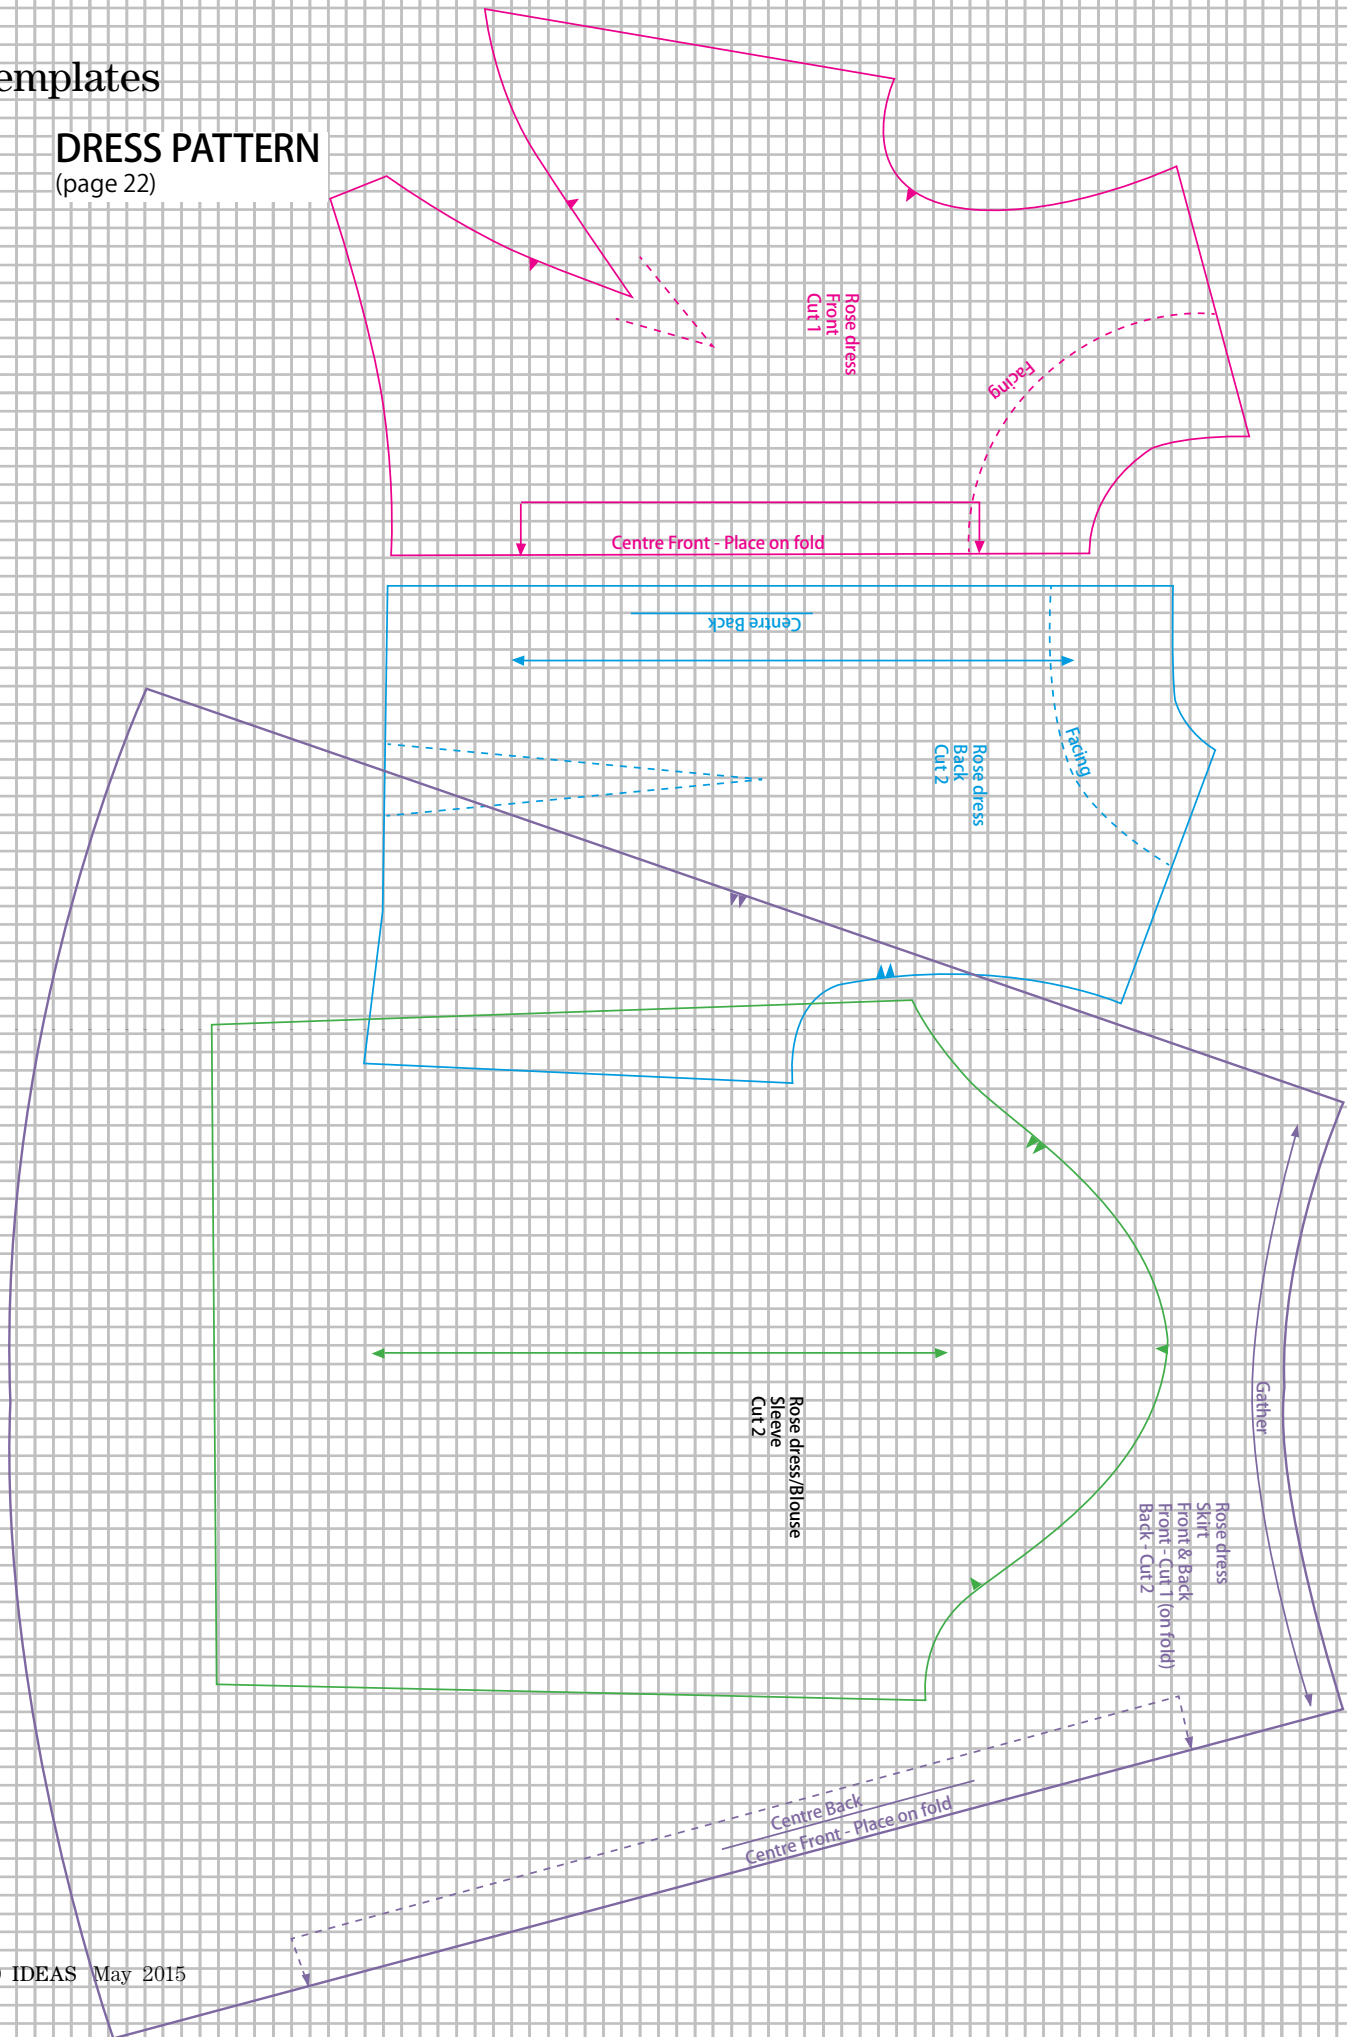 emplates
DRESS PATTERN
(page 22)
Rose dress
Front
Cut 1
Facing
Centre Front - Place on fold
Centre Back
Rose dress
Back
Cut 2
Facing
Rose dress/Blouse
Sleeve
Cut 2
Gather
Rose dress
Skirt
Front & Back
Front - Cut 1 (on fold)
Back - Cut 2
Centre Back
Centre Front - Place on fold
IDEAS May 2015